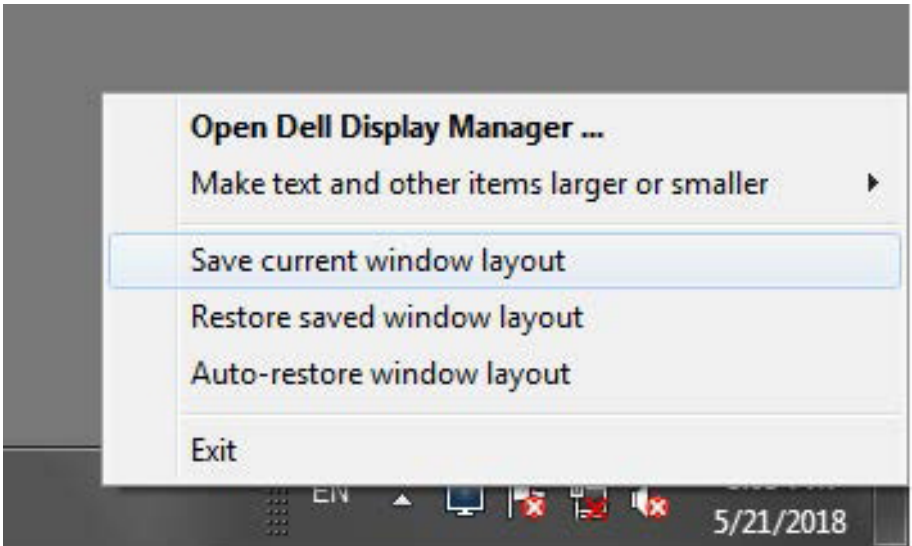 Open Dell Display Manager ...
Make text and other items larger or smaller
Save current window layout
Restore saved window layout
Auto-restore window layout
Exit
EN
5/21/2018